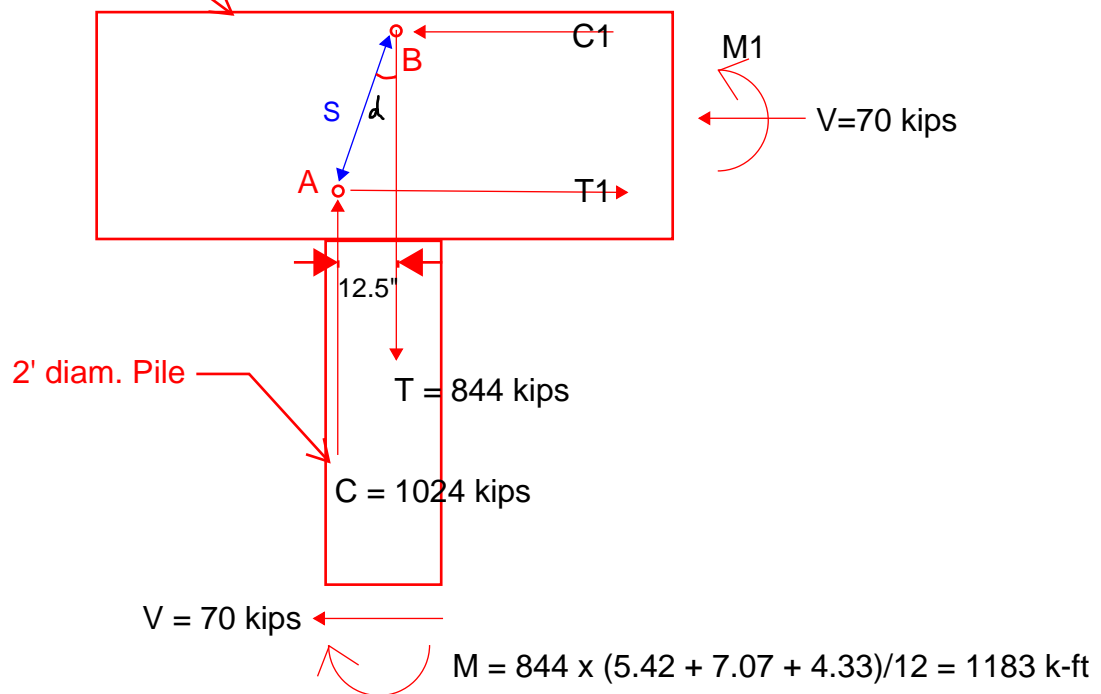 C1
M1
B
S
d
V=70 kips
A
T1
12.5"
2' diam. Pile
T = 844 kips
C = 1024 kips
V = 70 kips
M = 844 x (5.42 + 7.07 + 4.33)/12 = 1183 k-ft